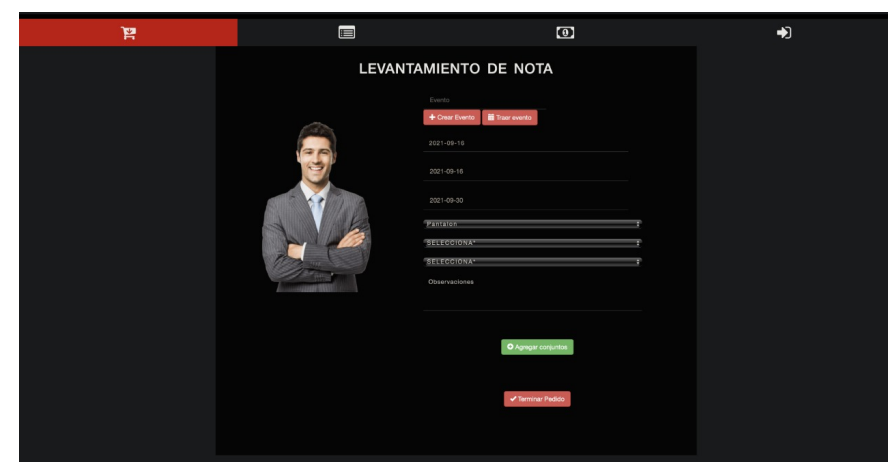 LEVANTAMIENTO DE NOTA
Evento
Crear Evento Traer evento
2021-09-16
2021-09-16
2021-09-30
Pantalon
SELECCIONA*
SELECCIONA*
Observaciones
Agregar conjuntos
Terminar Pedido